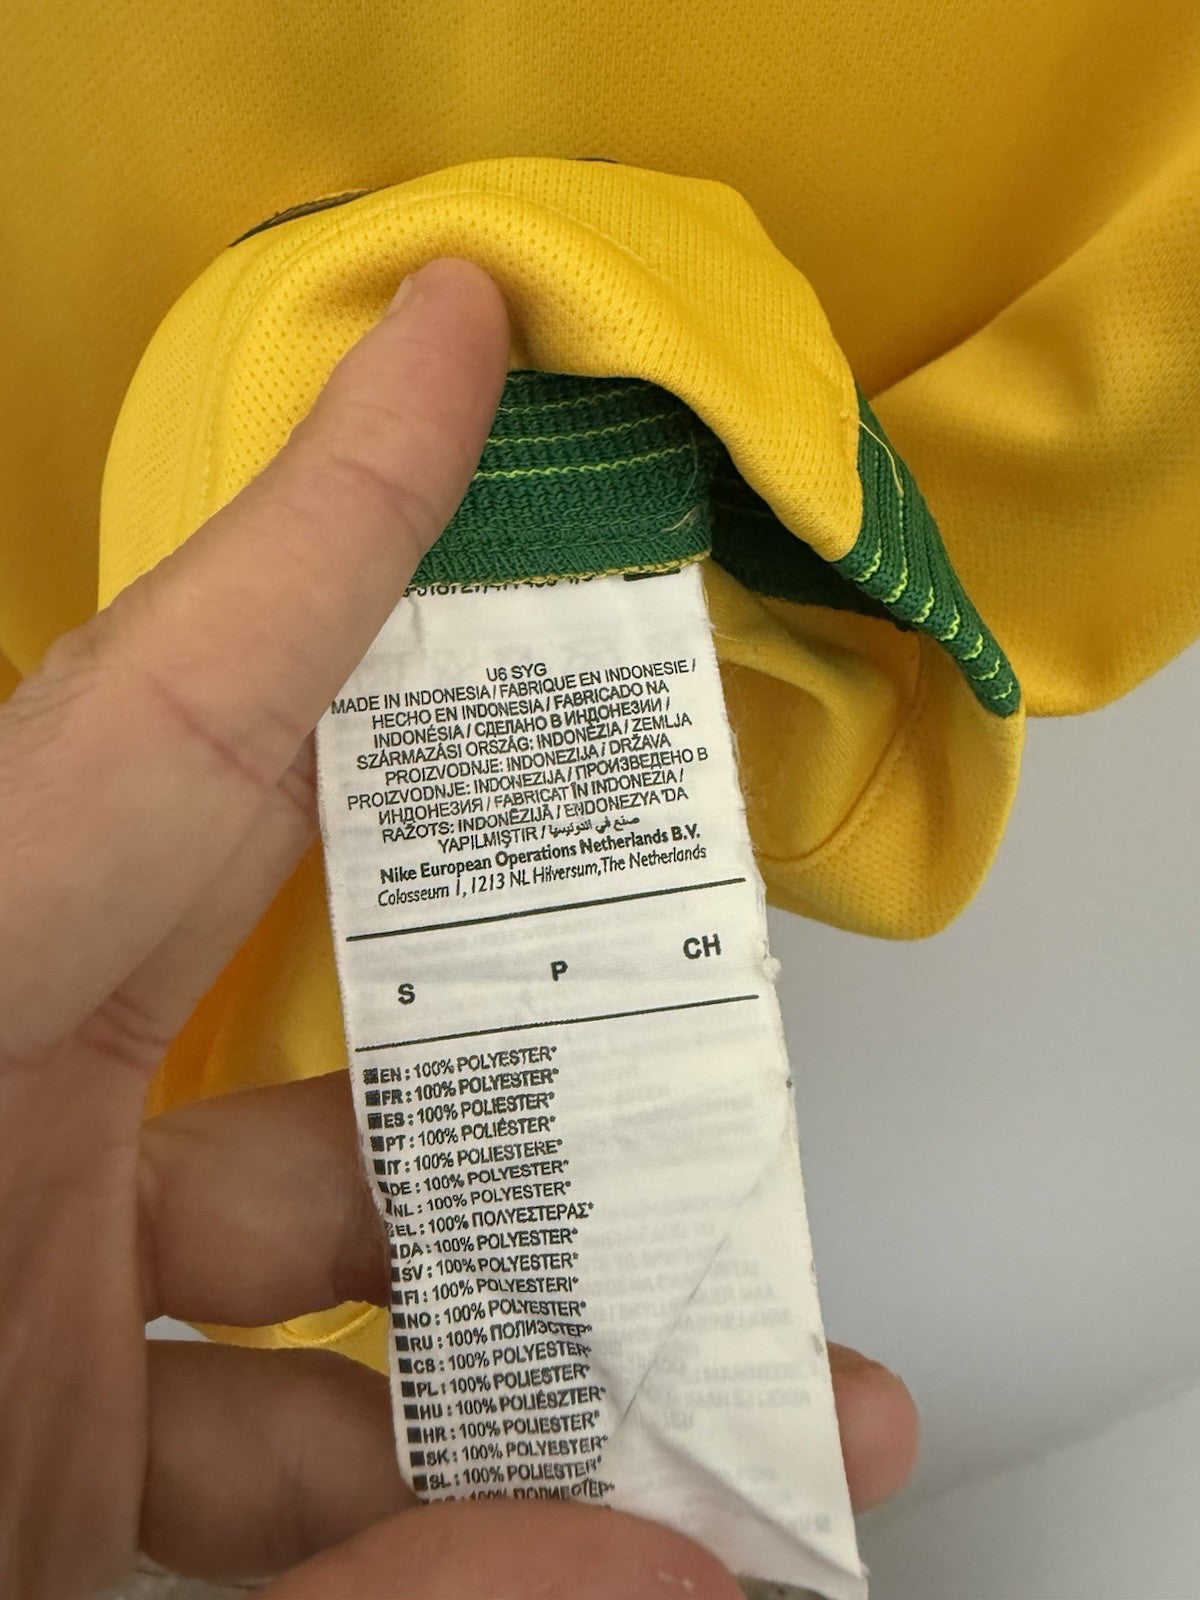 U6 SYG
MADE IN INDONESIA / FABRIQUE EN INDONESIE /
HECHO EN INDONESIA / FABRICADO NA
INDONÉSIA / СДЕЛАНО В ИНДОНЕЗИИ /
SZÁRMAZÁSI ORSZÁG: INDONÉZIA / ZEMLJA
PROIZVODNJE: INDONEZIJA / DRŽAVA
PROIZVODNJE: INDONEZIJA / ПРОИЗВЕДЕНО В
ИНДОНЕЗИЯ / FABRICAT ÎN INDONEZIA /
RAŽOTS: INDONĒZIJĀ / ENDONEZYA'DA
YAPILMIŞTIR / صنع في اندونيسيا
Nike European Operations Netherlands B.V.
Colosseum 1, 1213 NL Hilversum, The Netherlands
S P CH
EN : 100% POLYESTER*
FR : 100% POLYESTER*
ES : 100% POLIESTER*
PT : 100% POLIÉSTER*
IT : 100% POLIESTERE*
DE : 100% POLYESTER*
NL : 100% POLYESTER*
EL : 100% ΠΟΛΥΕΣΤΕΡΑΣ*
DA : 100% POLYESTER*
SV : 100% POLYESTER*
FI : 100% POLYESTERI*
NO : 100% POLYESTER*
RU : 100% ПОЛИЭСТЕР*
CS : 100% POLYESTER*
PL : 100% POLIESTER*
HU : 100% POLIÉSZTER*
HR : 100% POLIESTER*
SK : 100% POLYESTER*
SL : 100% POLIESTER*
100% ПОЛИЕСТЕР*